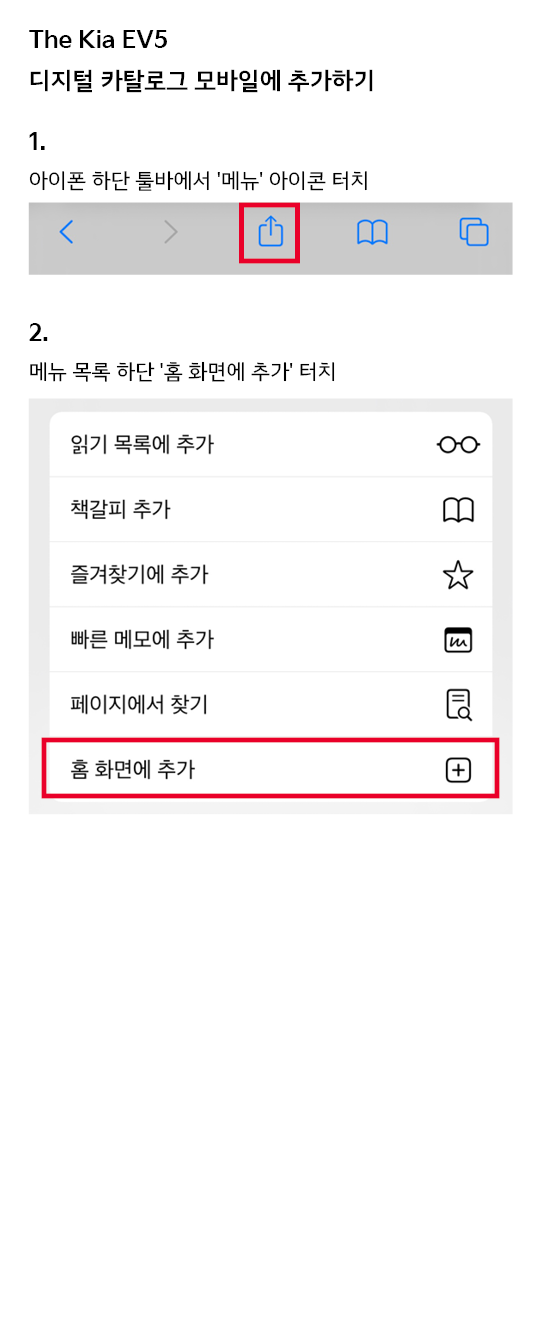 The Kia EV5
디지털 카탈로그 모바일에 추가하기
1.
아이폰 하단 툴바에서 '메뉴' 아이콘 터치
2.
메뉴 목록 하단 '홈 화면에 추가' 터치
읽기 목록에 추가
책갈피 추가
즐겨찾기에 추가
빠른 메모에 추가
페이지에서 찾기
홈 화면에 추가